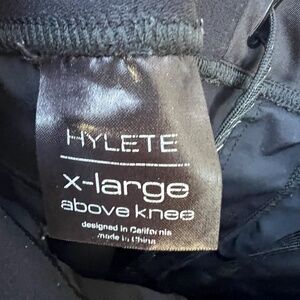 HYLETE
x-large
above knee
designed in California
made in China